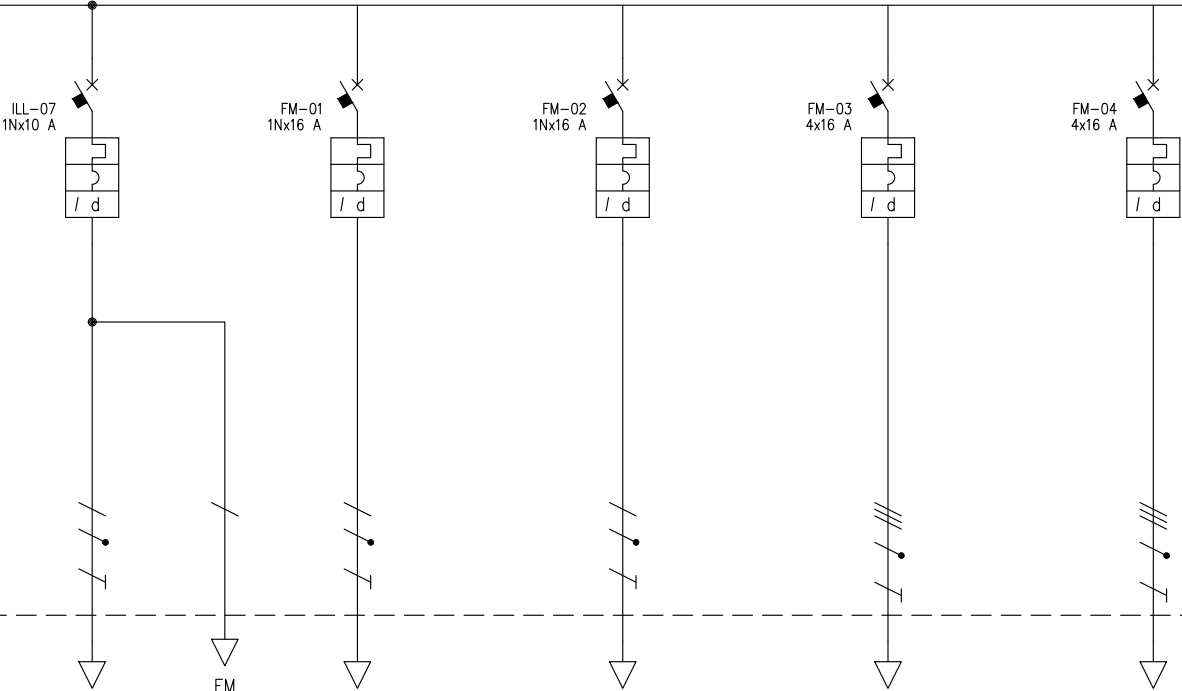 ILL-07
1Nx10 A
I d
FM-01
1Nx16 A
I d
FM-02
1Nx16 A
I d
FM-03
4x16 A
I d
FM-04
4x16 A
I d
FM